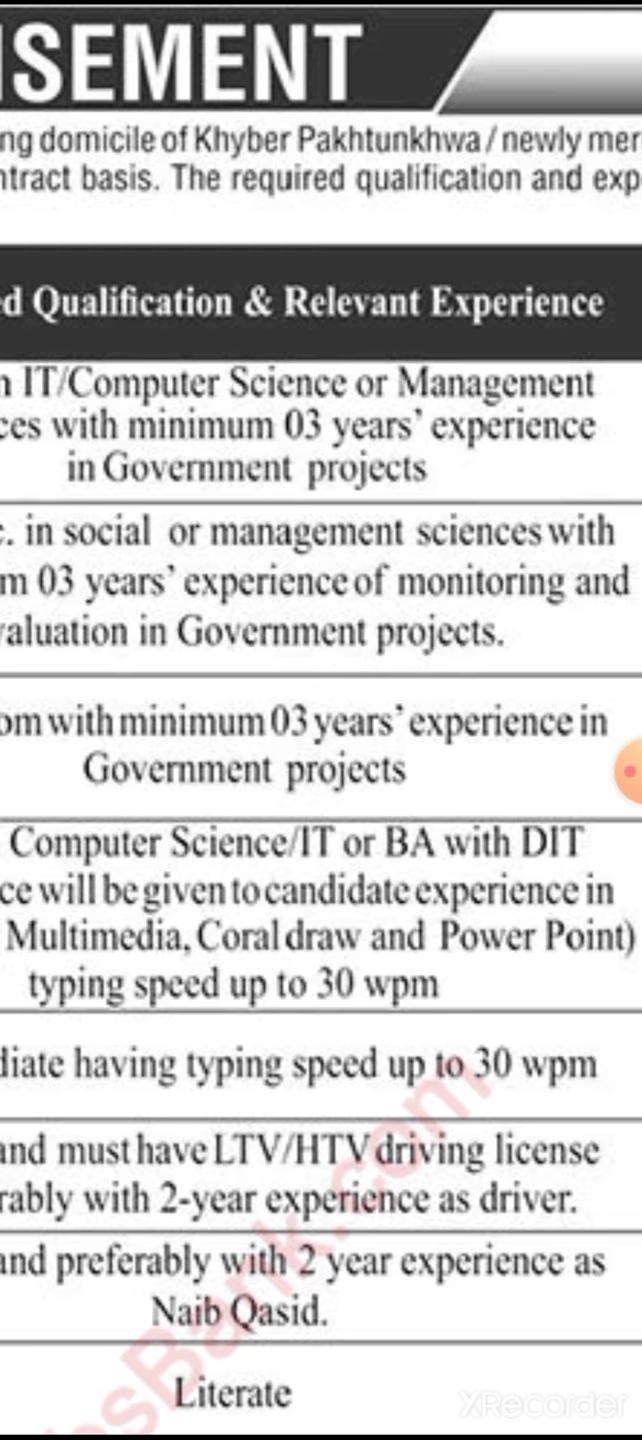 ISEMENT
ng domicile of Khyber Pakhtunkhwa / newly mer
ntract basis. The required qualification and exp
ed Qualification & Relevant Experience
n IT/Computer Science or Management
ces with minimum 03 years' experience
in Government projects
c. in social or management sciences with
m 03 years' experience of monitoring and
valuation in Government projects.
om with minimum 03 years' experience in
Government projects
Computer Science/IT or BA with DIT
ce will be given to candidate experience in
Multimedia, Coral draw and Power Point)
typing speed up to 30 wpm
diate having typing speed up to 30 wpm
and must have LTV/HTV driving license
rably with 2-year experience as driver.
and preferably with 2 year experience as
Naib Qasid.
Literate
bsBank.com
XRecorder